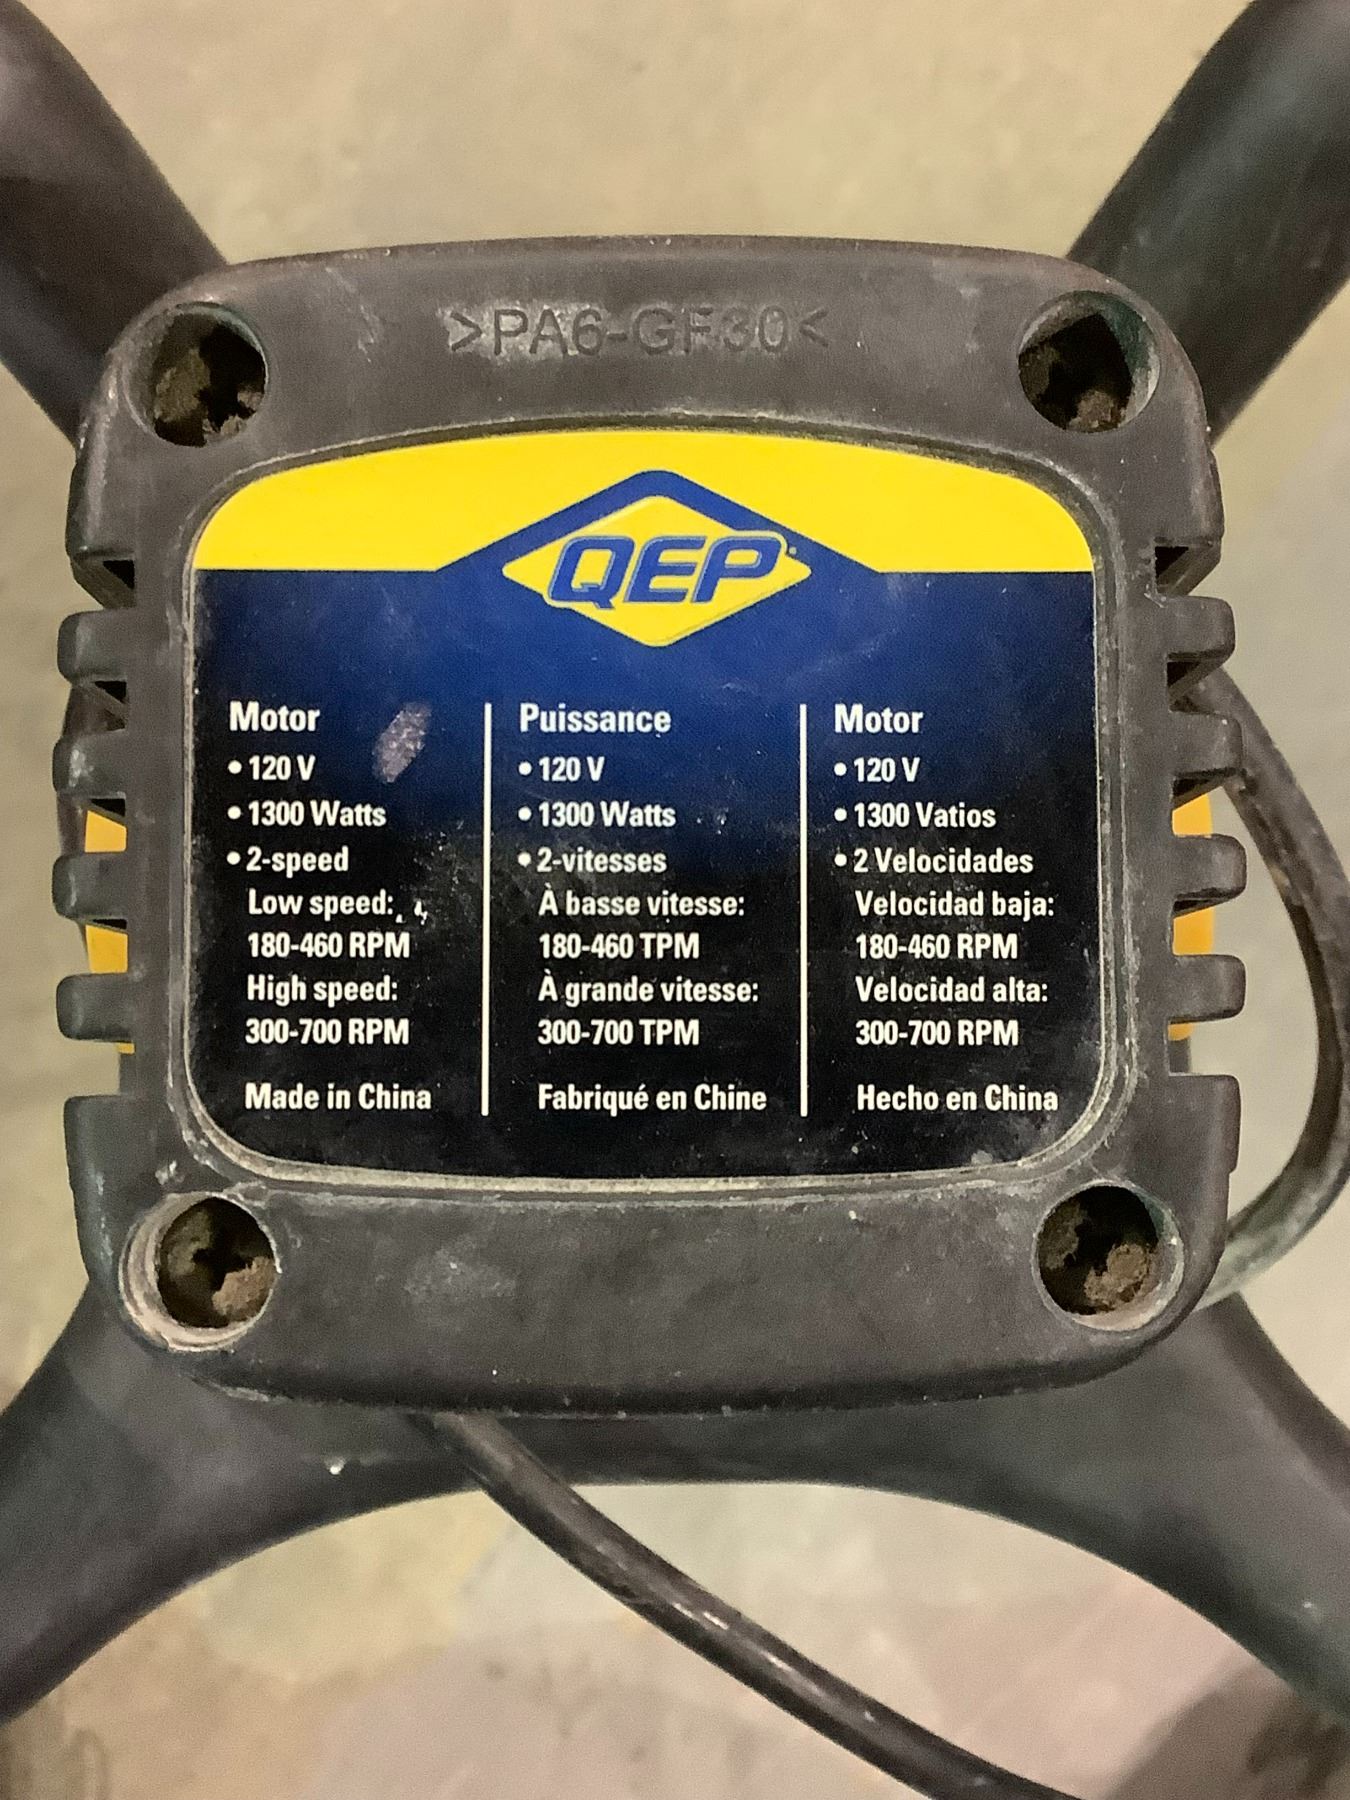 >PA6-GF30<
QEP
Motor
• 120 V
• 1300 Watts
• 2-speed
Low speed:
180-460 RPM
High speed:
300-700 RPM
Made in China
Puissance
• 120 V
• 1300 Watts
• 2-vitesses
À basse vitesse:
180-460 TPM
À grande vitesse:
300-700 TPM
Fabriqué en Chine
Motor
• 120 V
• 1300 Vatios
• 2 Velocidades
Velocidad baja:
180-460 RPM
Velocidad alta:
300-700 RPM
Hecho en China